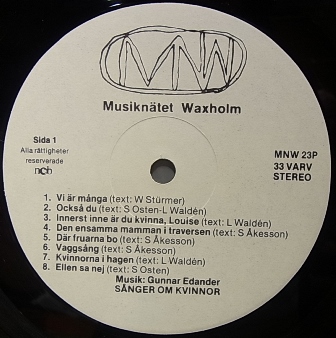 MNW
Musiknätet Waxholm
Sida 1
Alla rättigheter
reserverade
ncb
MNW 23P
33 VARV
STEREO
1. Vi är många (text: W Stürmer)
2. Också du (text: S Osten-L Waldén)
3. Innerst inne är du kvinna, Louise (text: L Waldén)
4. Den ensamma mamman i traversen (text: S Åkesson)
5. Där fruarna bo (text: S Åkesson)
6. Vaggsång (text: S Åkesson)
7. Kvinnorna i hagen (text: L Waldén)
8. Ellen sa nej (text: S Osten)
Musik: Gunnar Edander
SÅNGER OM KVINNOR